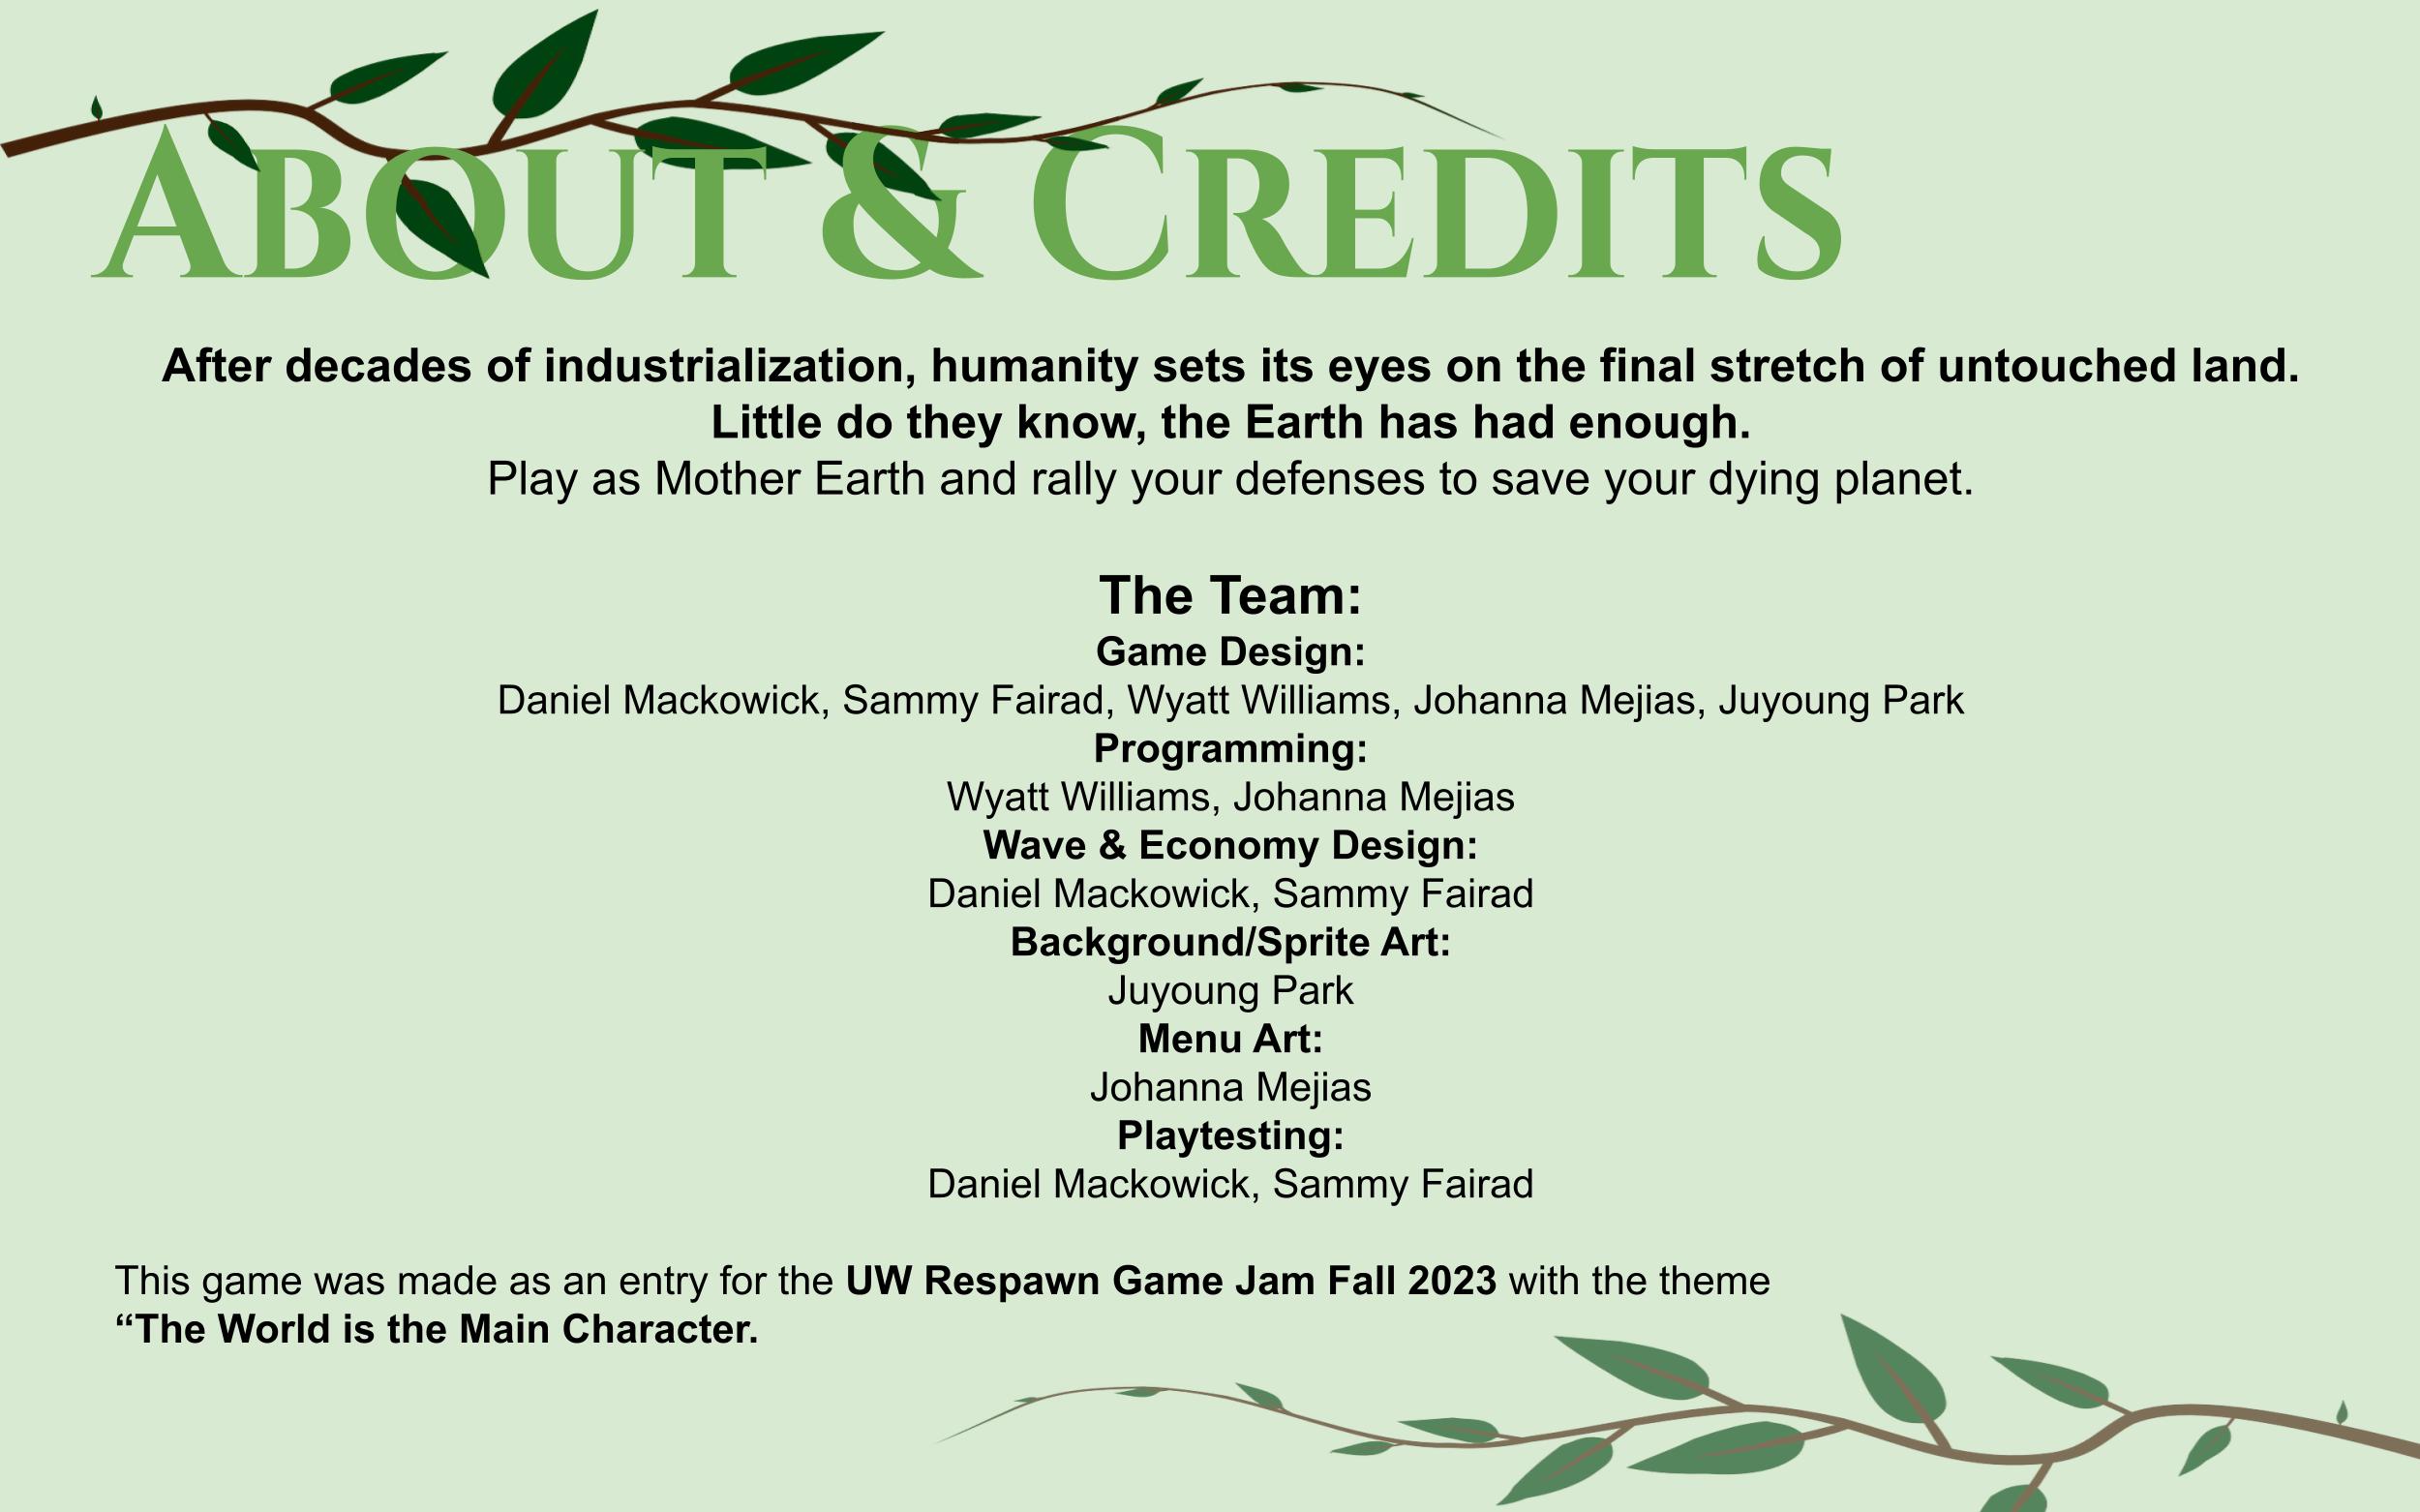 ABOUT & CREDITS
After decades of industrialization, humanity sets its eyes on the final stretch of untouched land.
Little do they know, the Earth has had enough.
Play as Mother Earth and rally your defenses to save your dying planet.
The Team:
Game Design:
Daniel Mackowick, Sammy Fairad, Wyatt Williams, Johanna Mejias, Juyoung Park
Programming:
Wyatt Williams, Johanna Mejias
Wave & Economy Design:
Daniel Mackowick, Sammy Fairad
Background/Sprite Art:
Juyoung Park
Menu Art:
Johanna Mejias
Playtesting:
Daniel Mackowick, Sammy Fairad
This game was made as an entry for the UW Respawn Game Jam Fall 2023 with the theme
“The World is the Main Character.